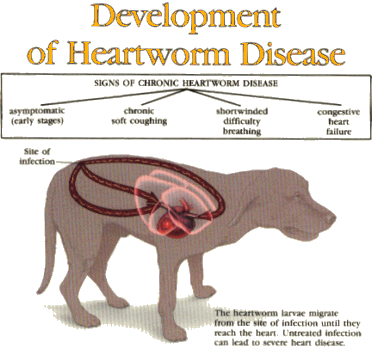 Development
of Heartworm Disease
SIGNS OF CHRONIC HEARTWORM DISEASE
asymptomatic
(early stages)
chronic
soft coughing
shortwinded
difficulty
breathing
congestive
heart
failure
Site of
infection
The heartworm larvae migrate
from the site of infection until they
reach the heart. Untreated infection
can lead to severe heart disease.